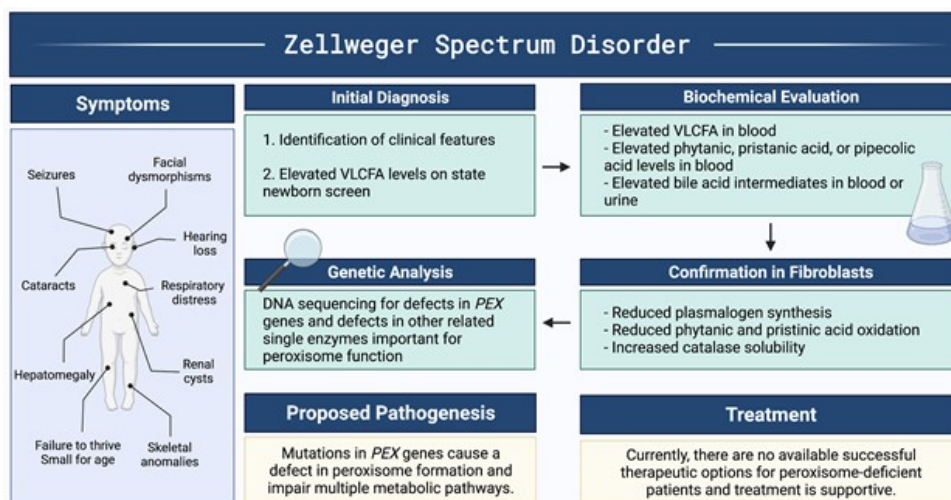 Zellweger Spectrum Disorder
Symptoms
Seizures
Facial
dysmorphisms
Hearing
loss
Cataracts
Respiratory
distress
Hepatomegaly
Renal
cysts
Failure to thrive
Small for age
Skeletal
anomalies
Initial Diagnosis
1. Identification of clinical features
2. Elevated VLCFA levels on state
newborn screen
Biochemical Evaluation
- Elevated VLCFA in blood
- Elevated phytanic, pristanic acid, or pipecolic
acid levels in blood
- Elevated bile acid intermediates in blood or
urine
Confirmation in Fibroblasts
- Reduced plasmalogen synthesis
- Reduced phytanic and pristinic acid oxidation
- Increased catalase solubility
Genetic Analysis
DNA sequencing for defects in PEX
genes and defects in other related
single enzymes important for
peroxisome function
Proposed Pathogenesis
Mutations in PEX genes cause a
defect in peroxisome formation and
impair multiple metabolic pathways.
Treatment
Currently, there are no available successful
therapeutic options for peroxisome-deficient
patients and treatment is supportive.